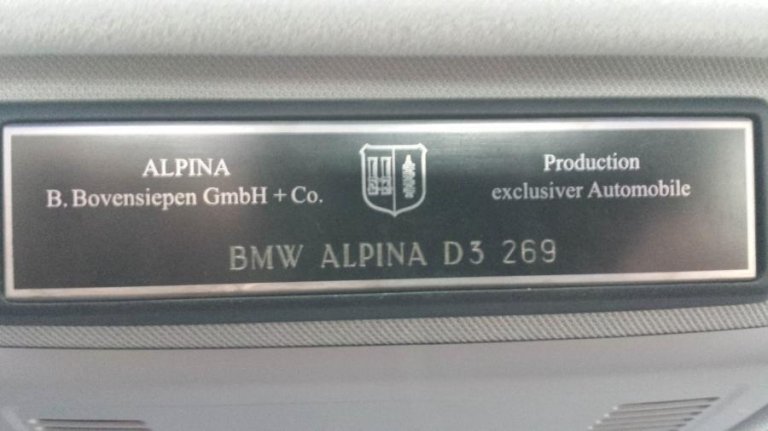 ALPINA
B. Bovensiepen GmbH + Co.
Production
exclusiver Automobile
BMW ALPINA D3 269